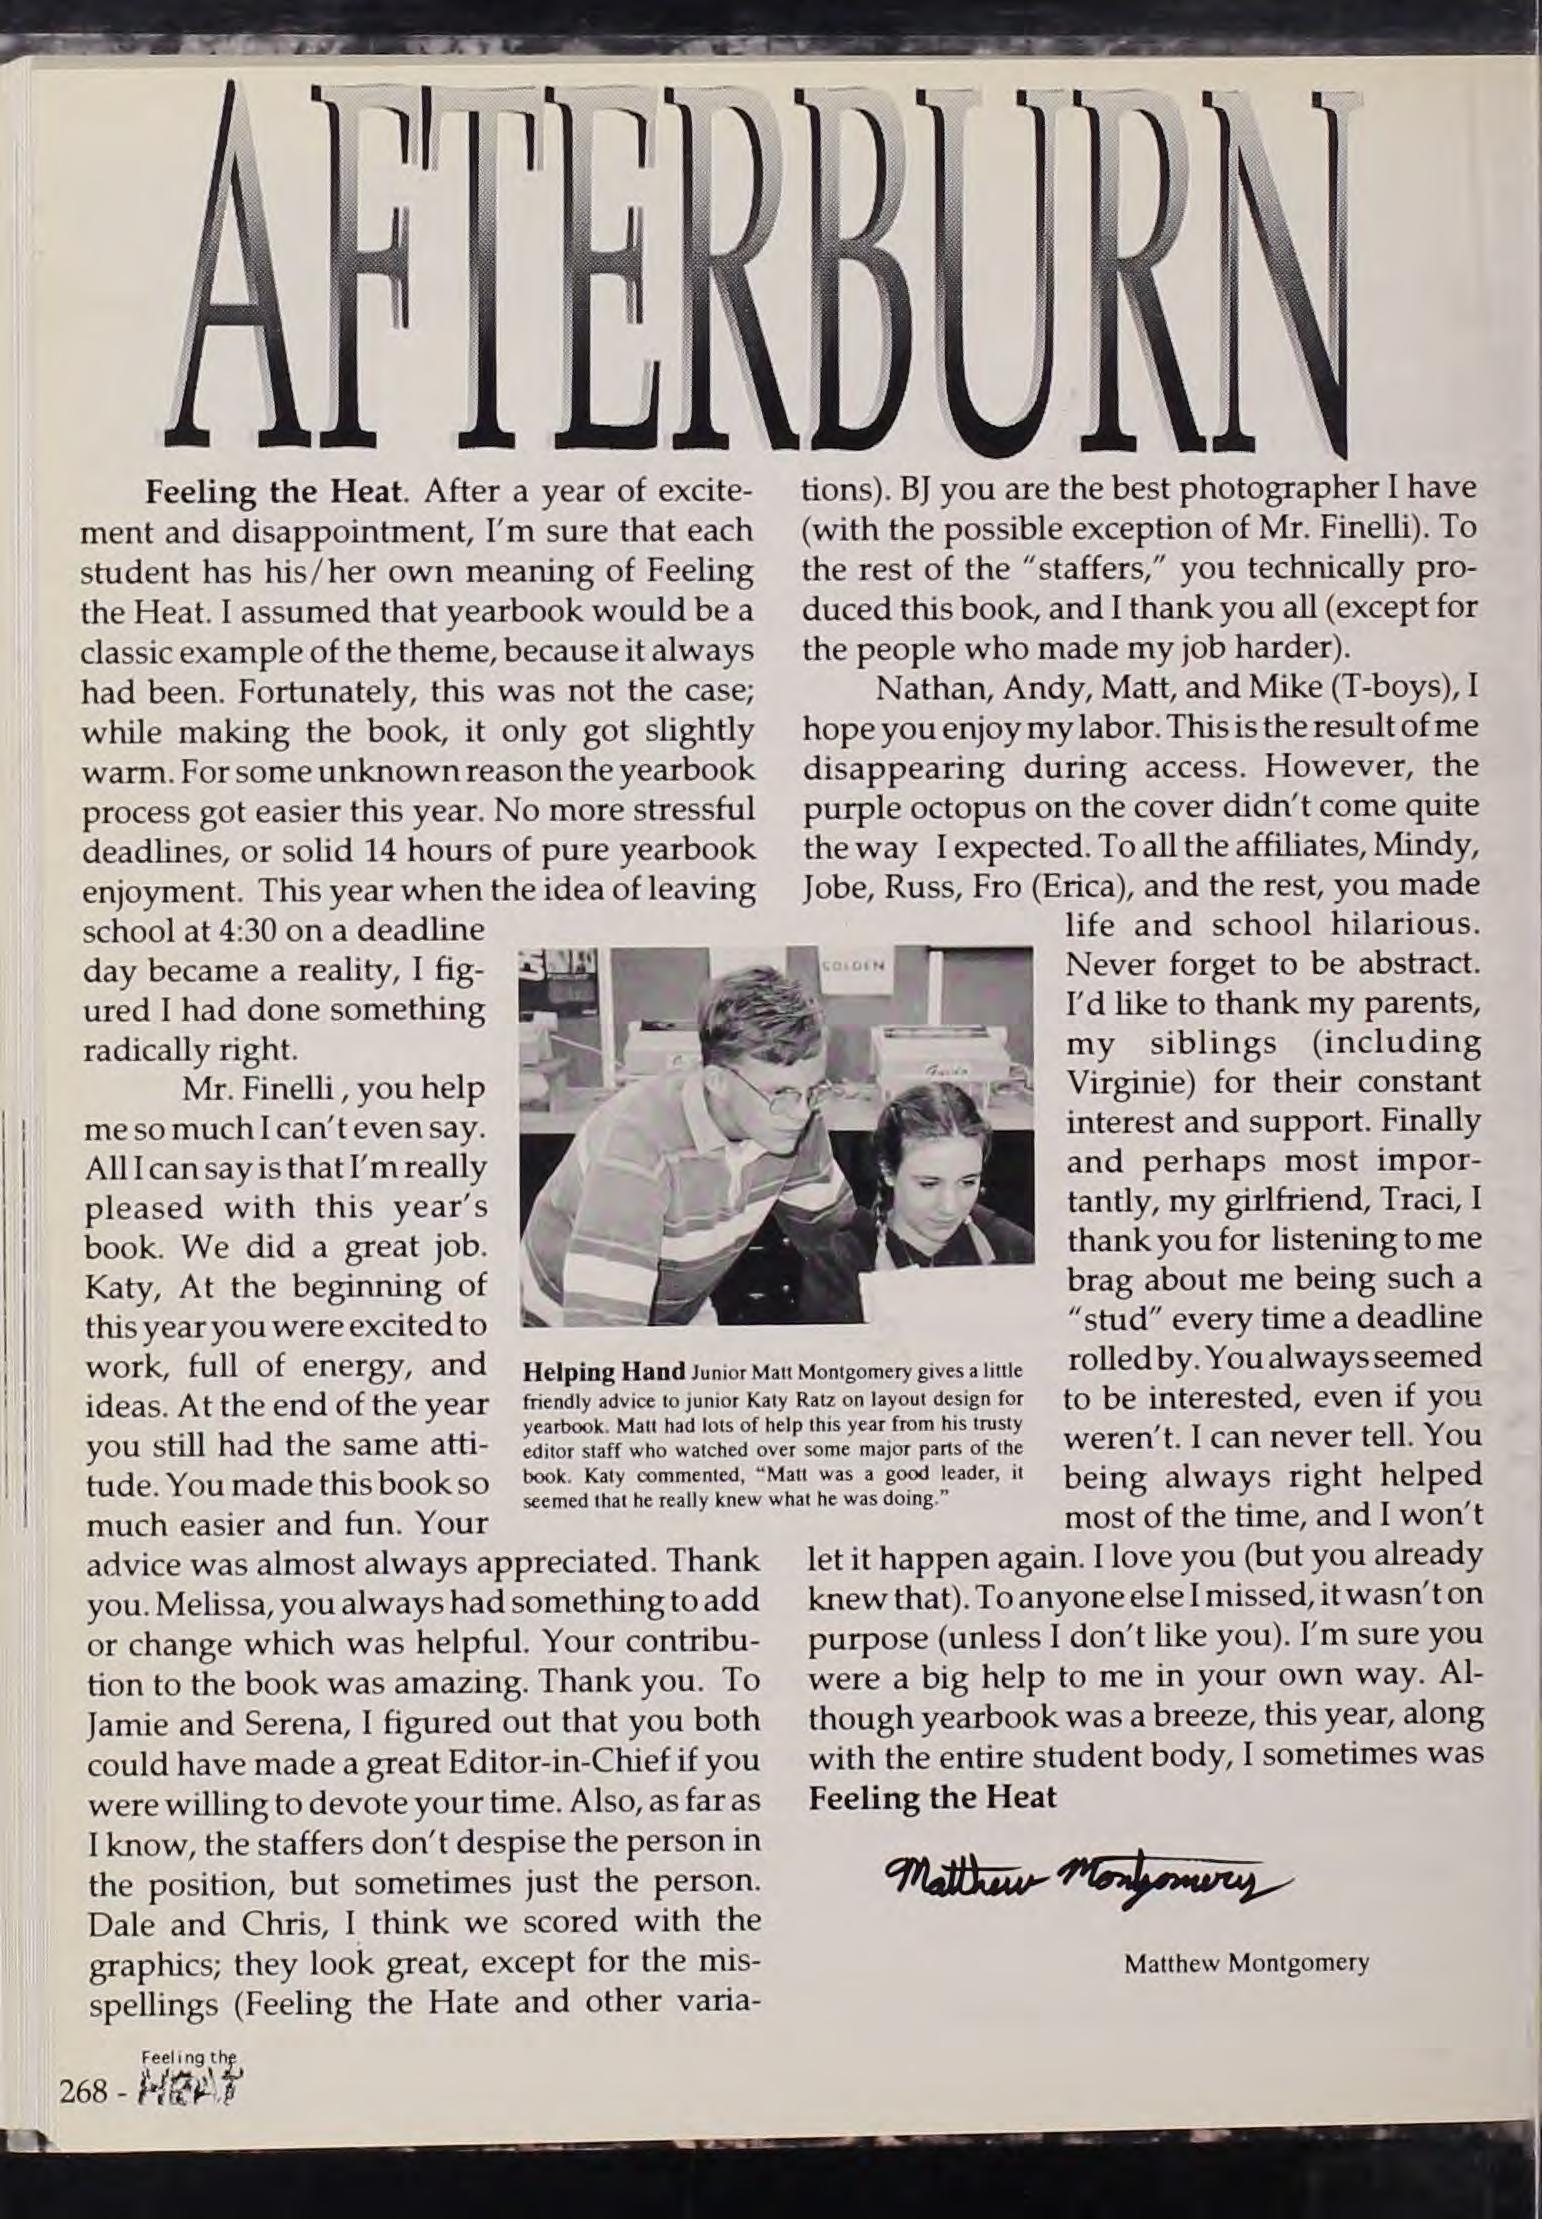 AFTERBURN
Feeling the Heat. After a year of excite-
ment and disappointment, I'm sure that each
student has his/her own meaning of Feeling
the Heat. I assumed that yearbook would be a
classic example of the theme, because it always
had been. Fortunately, this was not the case;
while making the book, it only got slightly
warm. For some unknown reason the yearbook
process got easier this year. No more stressful
deadlines, or solid 14 hours of pure yearbook
enjoyment. This year when the idea of leaving
school at 4:30 on a deadline
day became a reality, I fig-
ured I had done something
radically right.
Mr. Finelli , you help
me so much I can't even say.
All I can say is that I'm really
pleased with this year's
book. We did a great job.
Katy, At the beginning of
this year you were excited to
work, full of energy, and
ideas. At the end of the year
you still had the same atti-
tude. You made this book so
much easier and fun. Your
advice was almost always appreciated. Thank
you. Melissa, you always had something to add
or change which was helpful. Your contribu-
tion to the book was amazing. Thank you. To
Jamie and Serena, I figured out that you both
could have made a great Editor-in-Chief if you
were willing to devote your time. Also, as far as
I know, the staffers don't despise the person in
the position, but sometimes just the person.
Dale and Chris, I think we scored with the
graphics; they look great, except for the mis-
spellings (Feeling the Hate and other varia-
tions). BJ you are the best photographer I have
(with the possible exception of Mr. Finelli). To
the rest of the "staffers," you technically pro-
duced this book, and I thank you all (except for
the people who made my job harder).
Nathan, Andy, Matt, and Mike (T-boys), I
hope you enjoy my labor. This is the result of me
disappearing during access. However, the
purple octopus on the cover didn't come quite
the way I expected. To all the affiliates, Mindy,
Jobe, Russ, Fro (Erica), and the rest, you made
life and school hilarious.
Never forget to be abstract.
I'd like to thank my parents,
my siblings (including
Virginie) for their constant
interest and support. Finally
and perhaps most impor-
tantly, my girlfriend, Traci, I
thank you for listening to me
brag about me being such a
"stud" every time a deadline
rolled by. You always seemed
to be interested, even if you
weren't. I can never tell. You
being always right helped
most of the time, and I won't
let it happen again. I love you (but you already
knew that). To anyone else I missed, it wasn't on
purpose (unless I don't like you). I'm sure you
were a big help to me in your own way. Al-
though yearbook was a breeze, this year, along
with the entire student body, I sometimes was
Feeling the Heat
Matthew Montgomery
Matthew Montgomery
GOLDEN
Guido
Helping Hand Junior Matt Montgomery gives a little
friendly advice to junior Katy Ratz on layout design for
yearbook. Matt had lots of help this year from his trusty
editor staff who watched over some major parts of the
book. Katy commented, "Matt was a good leader, it
seemed that he really knew what he was doing."
Feeling the
268 - HEAT